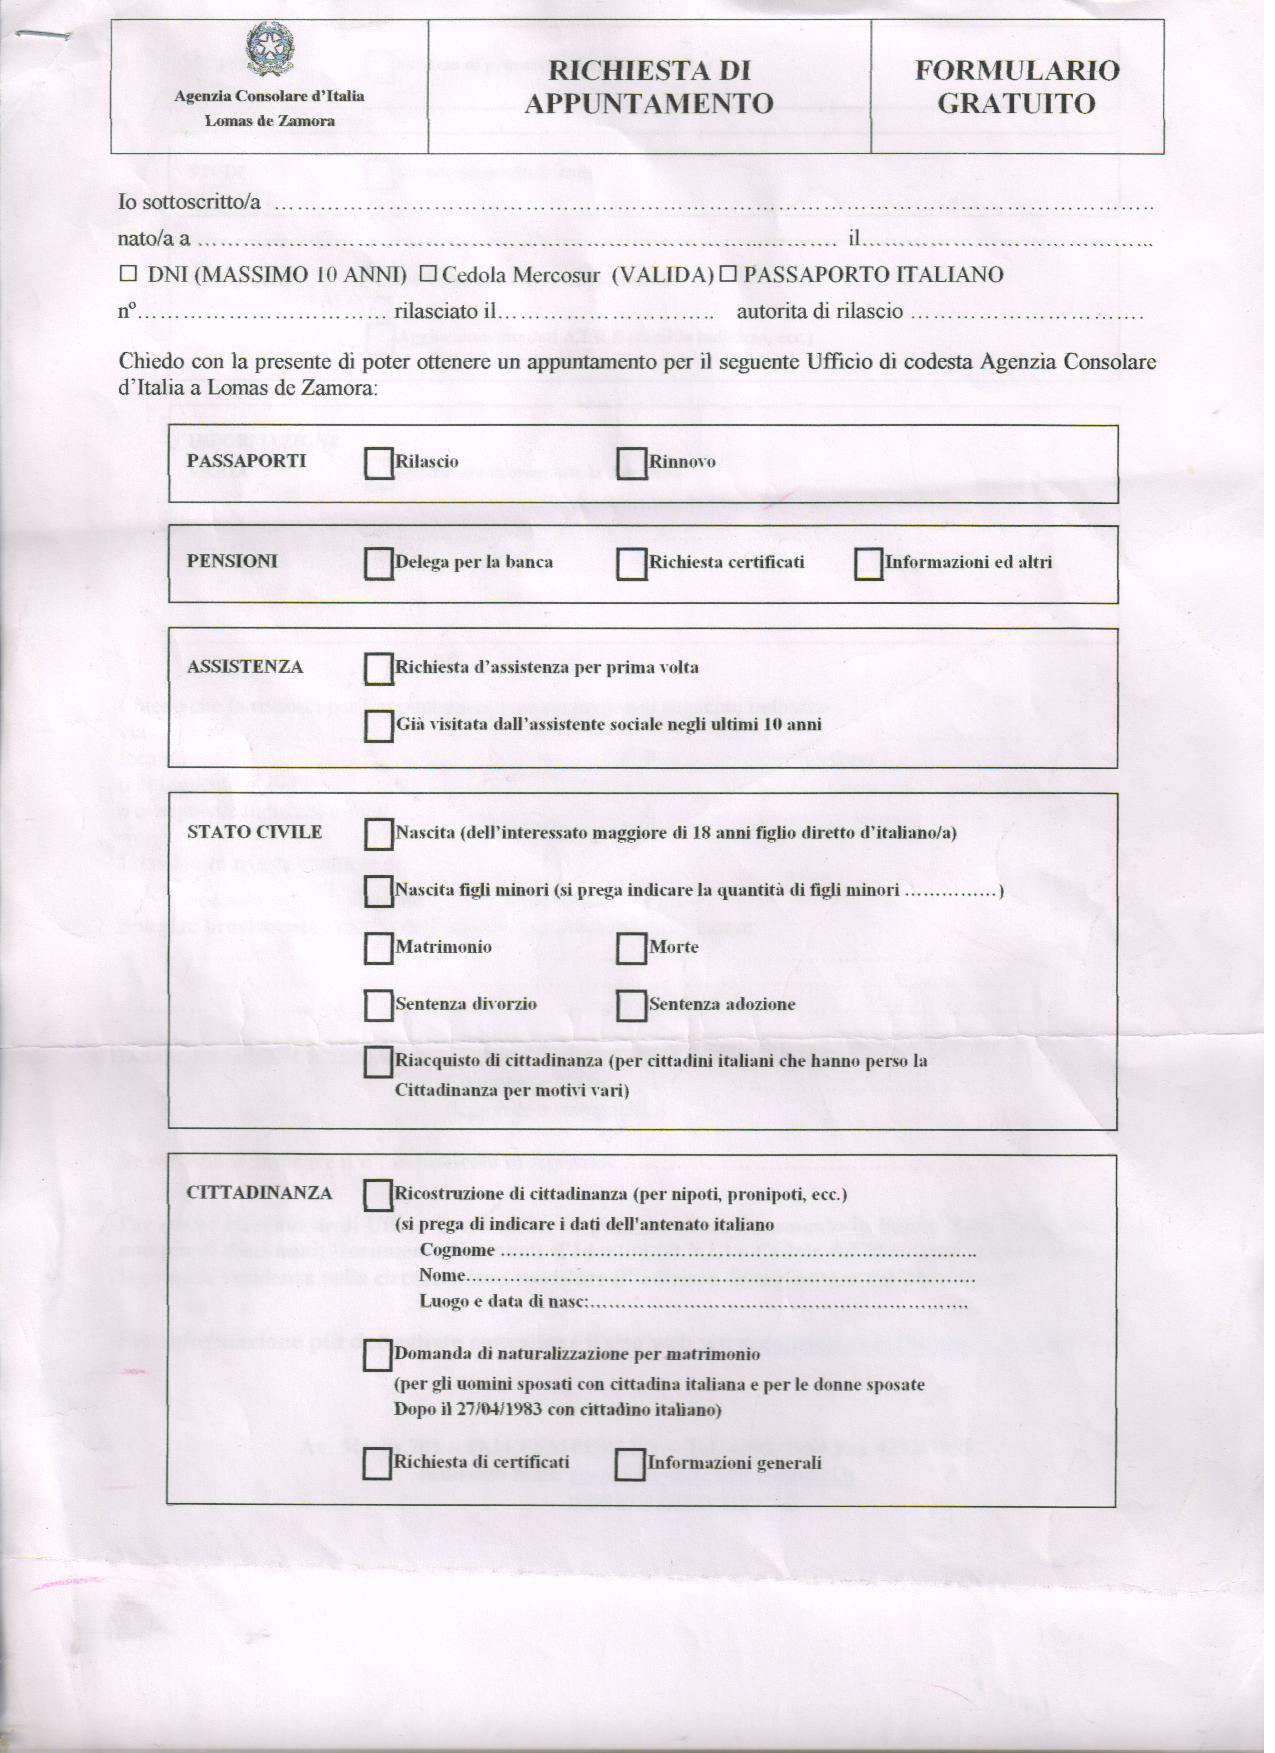 Agenzia Consolare d'Italia
Lomas de Zamora
RICHIESTA DI
APPUNTAMENTO
FORMULARIO
GRATUITO
Io sottoscritto/a ……………………………………………………………………………………………………
nato/a a ………………………………………………………………………… il…………………………………
☐ DNI (MASSIMO 10 ANNI) ☐ Cedola Mercosur (VALIDA) ☐ PASSAPORTO ITALIANO
nº…………………………… rilasciato il……………………….. autorita di rilascio …………………………
Chiedo con la presente di poter ottenere un appuntamento per il seguente Ufficio di codesta Agenzia Consolare
d'Italia a Lomas de Zamora:
PASSAPORTI ☐ Rilascio ☐ Rinnovo
PENSIONI ☐ Delega per la banca ☐ Richiesta certificati ☐ Informazioni ed altri
ASSISTENZA ☐ Richiesta d'assistenza per prima volta
☐ Già visitata dall'assistente sociale negli ultimi 10 anni
STATO CIVILE ☐ Nascita (dell'interessato maggiore di 18 anni figlio diretto d'italiano/a)
☐ Nascita figli minori (si prega indicare la quantità di figli minori ……………)
☐ Matrimonio ☐ Morte
☐ Sentenza divorzio ☐ Sentenza adozione
☐ Riacquisto di cittadinanza (per cittadini italiani che hanno perso la
Cittadinanza per motivi vari)
CITTADINANZA ☐ Ricostruzione di cittadinanza (per nipoti, pronipoti, ecc.)
(si prega di indicare i dati dell'antenato italiano
Cognome ……………………………………………………………………..
Nome…………………………………………………………………………
Luogo e data di nasc:………………………………………………………
☐ Domanda di naturalizzazione per matrimonio
(per gli uomini sposati con cittadina italiana e per le donne sposate
Dopo il 27/04/1983 con cittadino italiano)
☐ Richiesta di certificati ☐ Informazioni generali